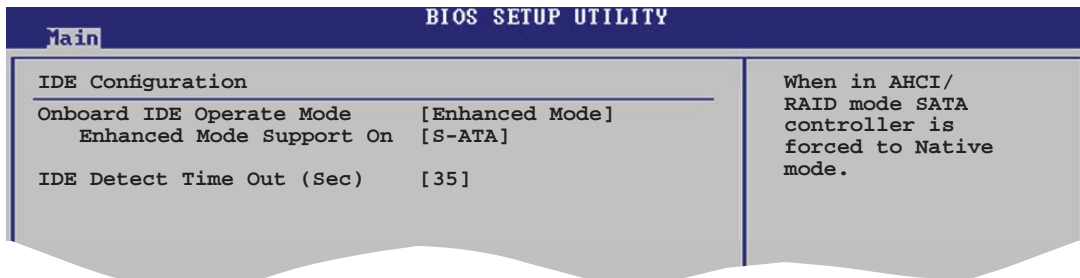 BIOS SETUP UTILITY
Main
IDE Configuration
Onboard IDE Operate Mode [Enhanced Mode]
Enhanced Mode Support On [S-ATA]
IDE Detect Time Out (Sec) [35]
When in AHCI/
RAID mode SATA
controller is
forced to Native
mode.